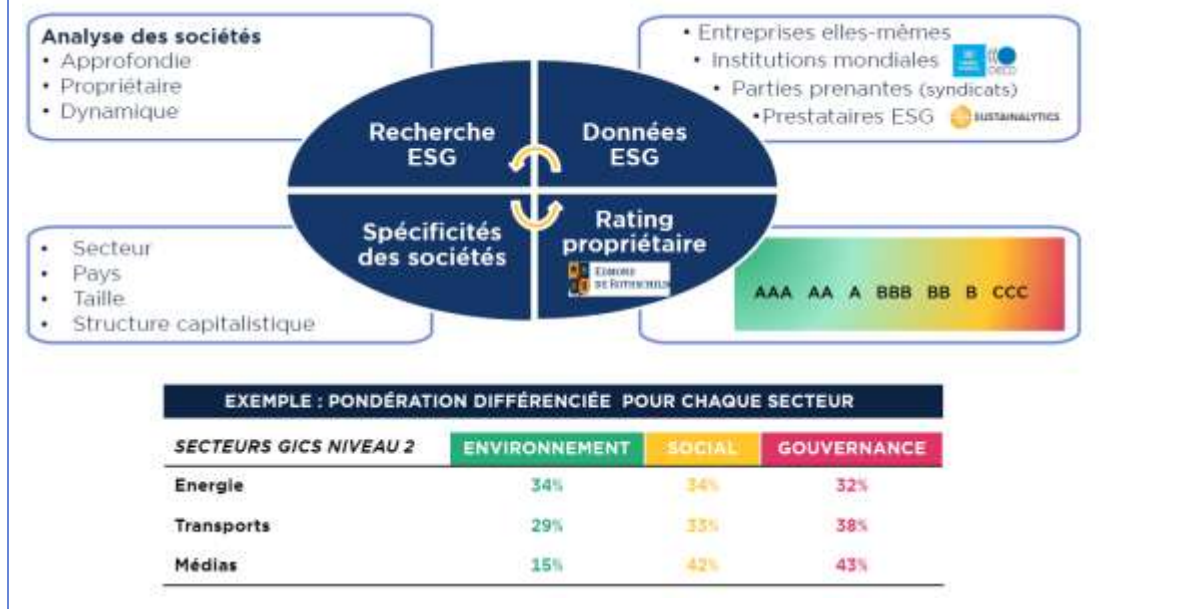 Analyse des sociétés
• Approfondie
• Propriétaire
• Dynamique
• Entreprises elles-mêmes
• Institutions mondiales
OECD
• Parties prenantes (syndicats)
• Prestataires ESG
SUSTAINALYTICS
Recherche
ESG
Données
ESG
Spécificités
des sociétés
Rating
propriétaire
EDMOND
DE ROTHSCHILD
• Secteur
• Pays
• Taille
• Structure capitalistique
AAA AA A BBB BB B CCC
EXEMPLE : PONDÉRATION DIFFÉRENCIÉE POUR CHAQUE SECTEUR
SECTEURS GICS NIVEAU 2 ENVIRONNEMENT SOCIAL GOUVERNANCE
Energie 34% 34% 32%
Transports 29% 33% 38%
Médias 15% 42% 43%